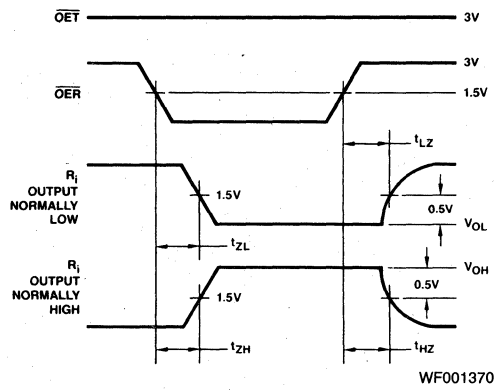 OET 3V
OER 3V
1.5V
tLZ
Ri
OUTPUT
NORMALLY
LOW
1.5V
0.5V
VOL
tZL
Ri
OUTPUT
NORMALLY
HIGH
VOH
0.5V
1.5V
tZH
tHZ
WF001370